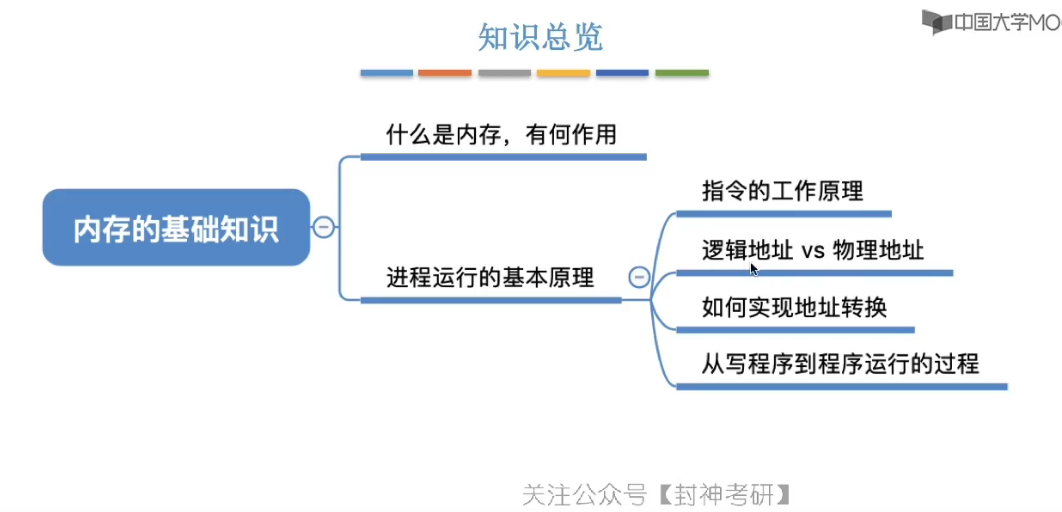 中国大学MO
知识总览
什么是内存，有何作用
指令的工作原理
内存的基础知识
逻辑地址 vs 物理地址
进程运行的基本原理
如何实现地址转换
从写程序到程序运行的过程
关注公众号【封神考研】